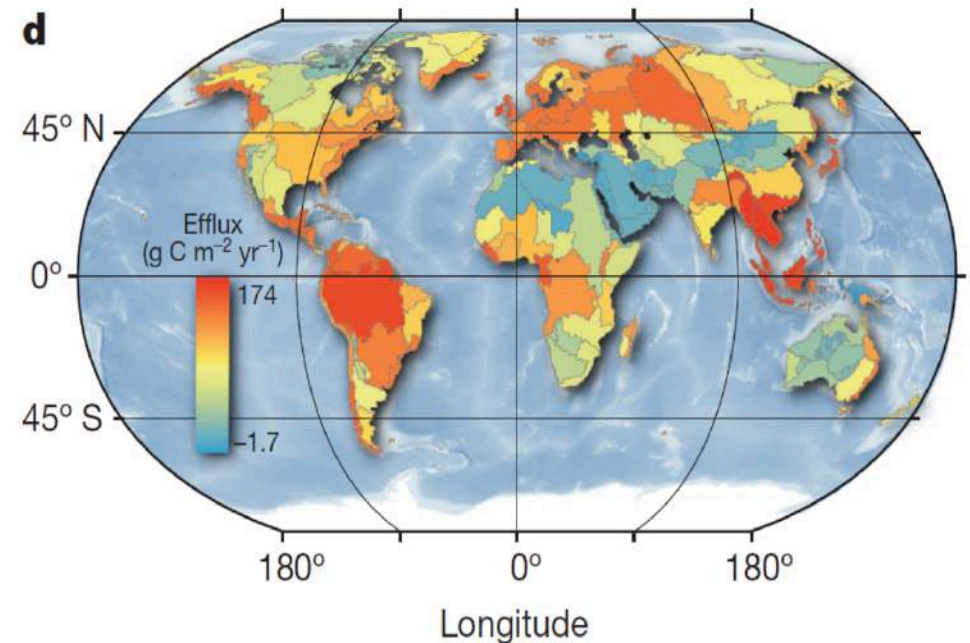 d
45° N
Efflux
(g C m⁻² yr⁻¹)
174
0°
–1.7
45° S
180° 0° 180°
Longitude